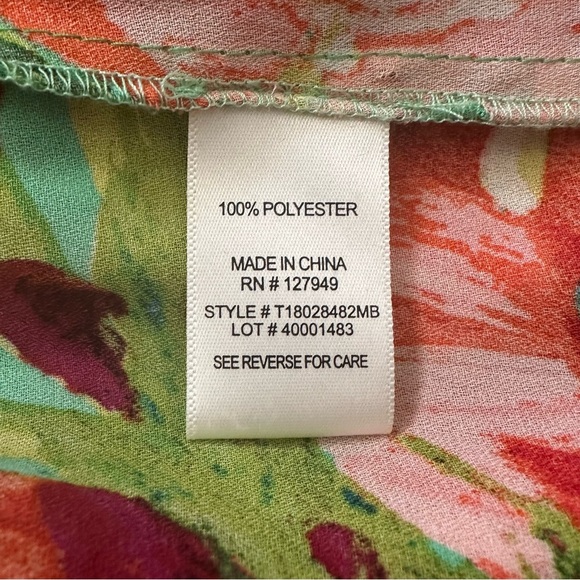 100% POLYESTER
MADE IN CHINA
RN # 127949
STYLE # T18028482MB
LOT # 40001483
SEE REVERSE FOR CARE